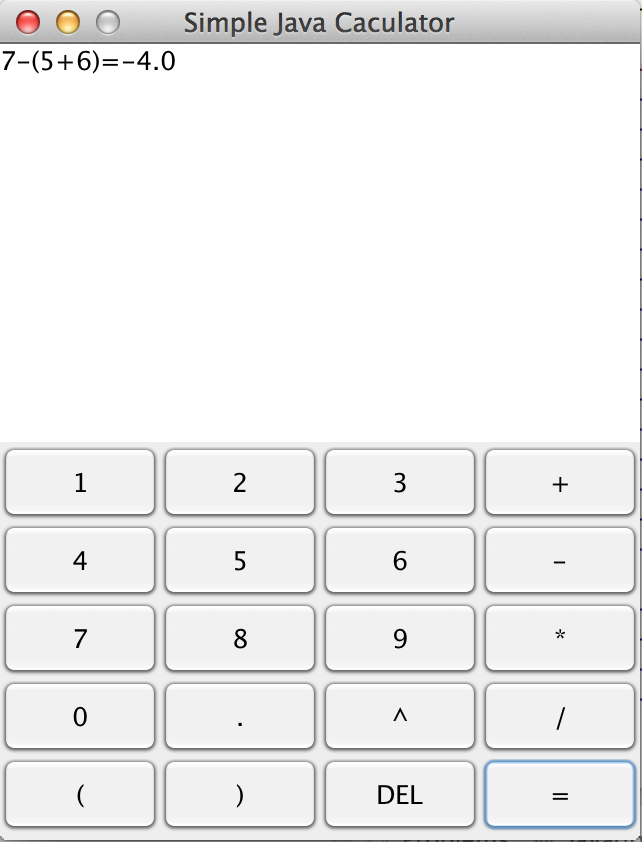 Simple Java Caculator
7-(5+6)=-4.0
1 2 3 +
4 5 6 -
7 8 9 *
0 . ^ /
( ) DEL =